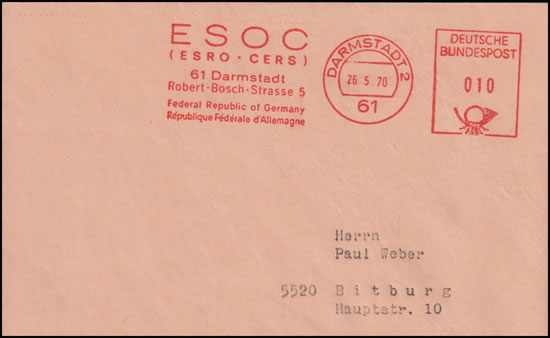 ESOC
(ESRO · CERS)
61 Darmstadt
Robert-Bosch-Strasse 5
Federal Republic of Germany
République Fédérale d'Allemagne
DARMSTADT 2
26.5.70
61
DEUTSCHE
BUNDESPOST
010
Herrn
Paul Weber
5520 Bitburg
Hauptstr. 10